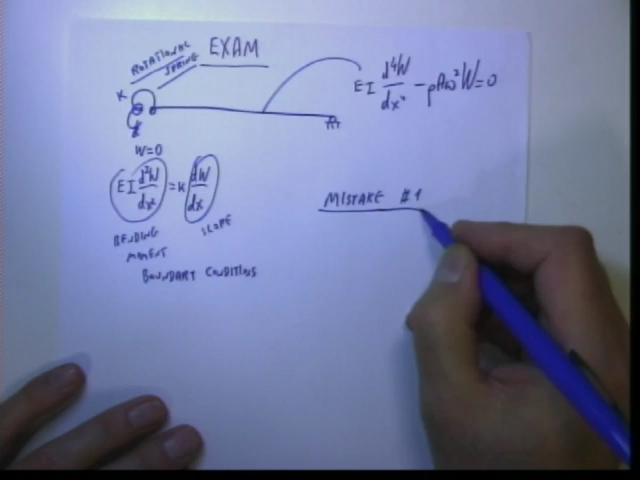 EXAM
ROTATIONAL
SPRING
K
EI d⁴W/dx⁴ - ρAω²W=0
W=0
EI d²W/dx = K dW/dx
BENDING
MOMENT
SLOPE
BOUNDARY CONDITIONS
MISTAKE #1